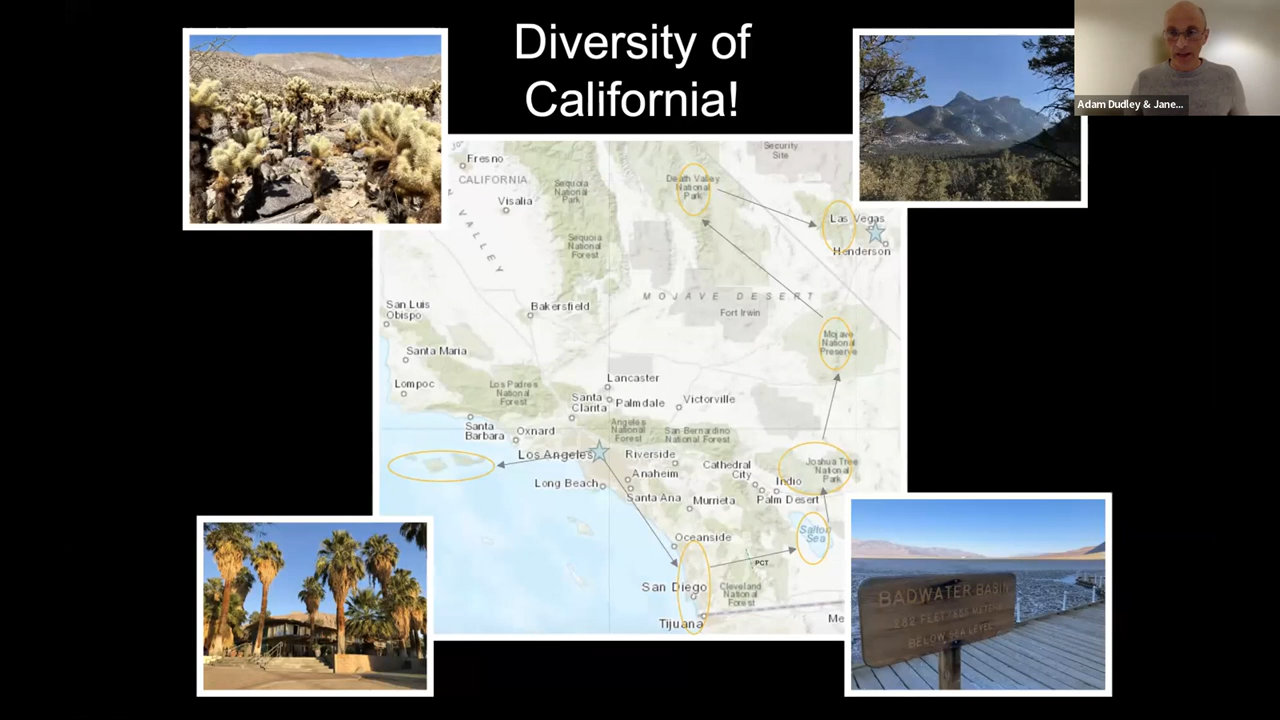 Diversity of
California!
Adam Dudley & Jane...
Fresno
CALIFORNIA
Visalia
VALLEY
Sequoia
National
Park
Sequoia
National
Forest
Death Valley
National
Park
Security
Site
Las Vegas
Henderson
MOJAVE DESERT
Fort Irwin
Mojave
National
Preserve
San Luis
Obispo
Bakersfield
Santa Maria
Lompoc
Los Padres
National
Forest
Lancaster
Santa
Clarita
Palmdale
Victorville
Santa
Barbara
Oxnard
Angeles
National
Forest
San Bernardino
National Forest
Los Angeles
Riverside
Cathedral
City
Joshua Tree
National
Park
Long Beach
Anaheim
Indio
Santa Ana
Murrieta
Palm Desert
Oceanside
Salton
Sea
PCT
San Diego
Cleveland
National
Forest
Tijuana
Me
BADWATER BASIN
282 FEET/855 METERS
BELOW SEA LEVEL